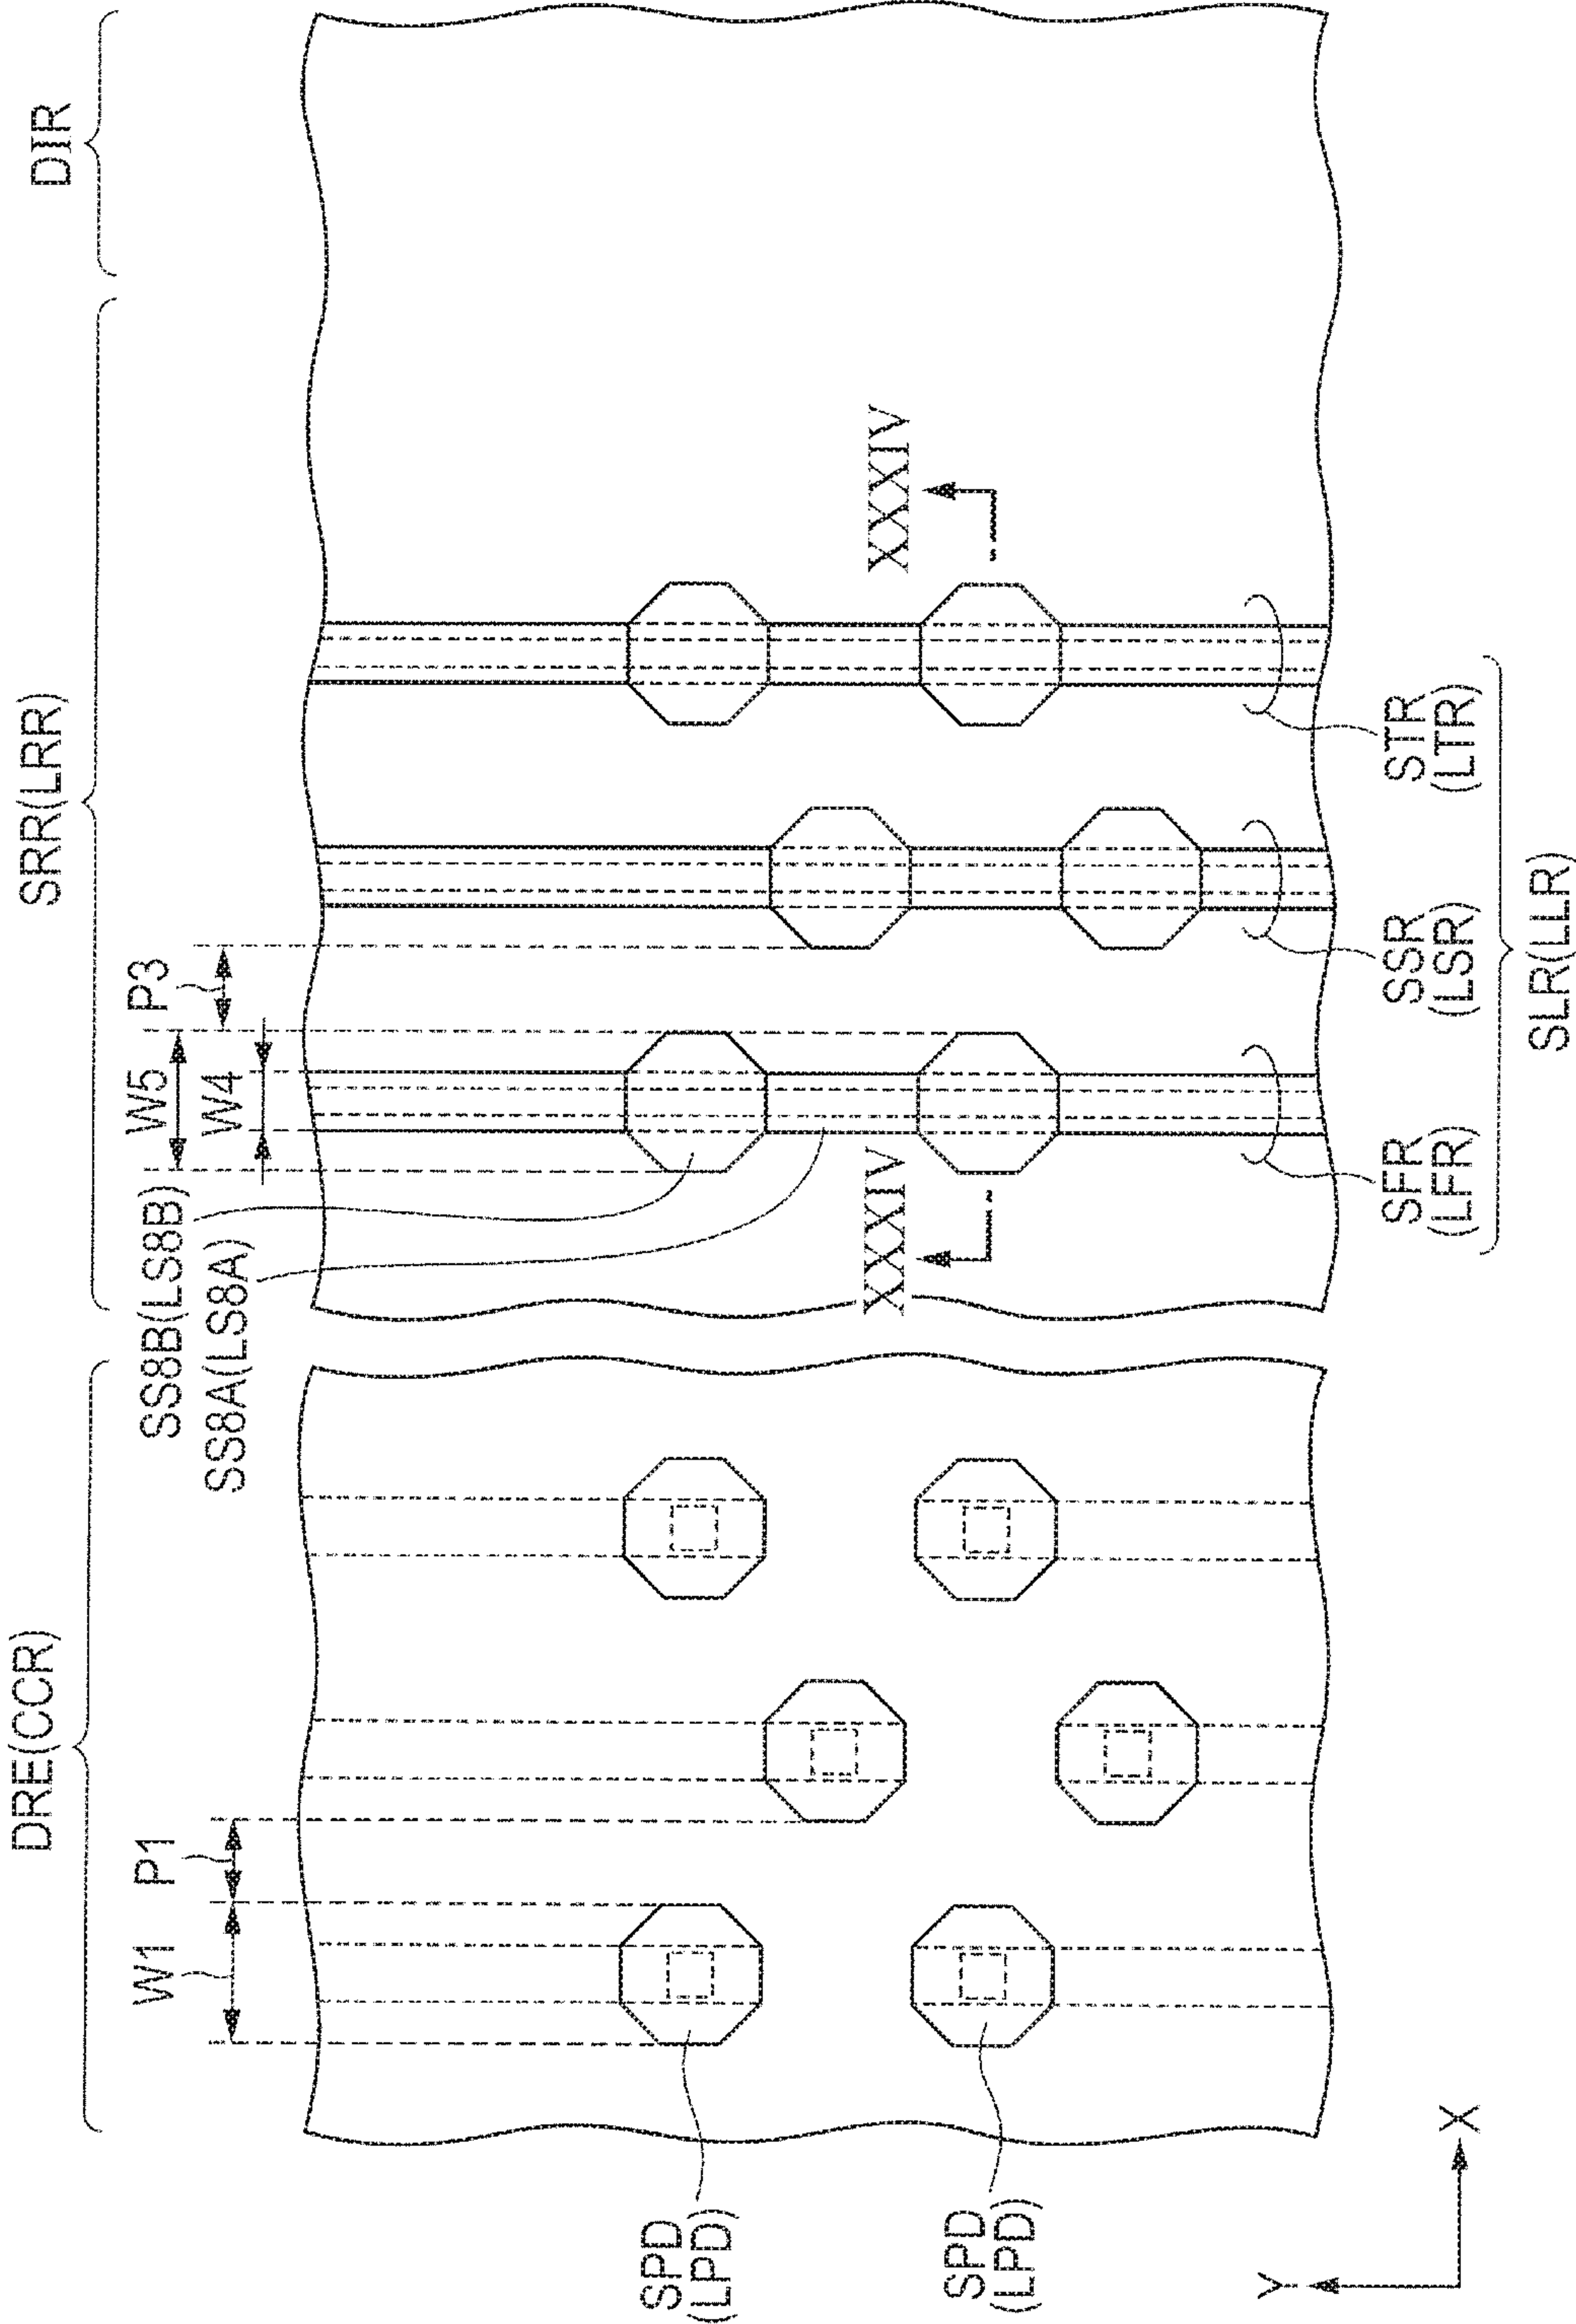 DRE(CCR)
SRR(LRR)
DIR
W1
P1
SS8B(LS8B)
SS8A(LS8A)
W5
W4
P3
XXXIV
XXXIV
SPD
(LPD)
SPD
(LPD)
SFR
(LFR)
SSR
(LSR)
STR
(LTR)
SLR(LLR)
Y
X